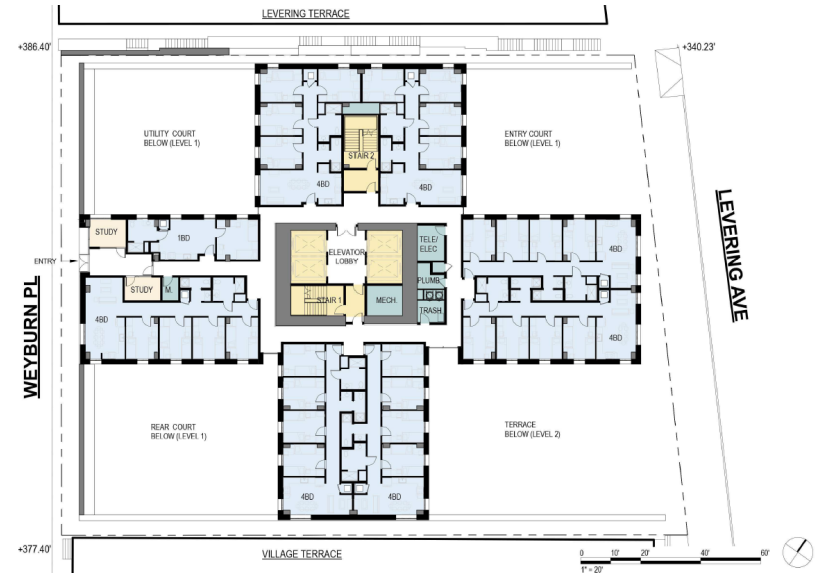 LEVERING TERRACE
+386.40'
+340.23'
UTILITY COURT
BELOW (LEVEL 1)
ENTRY COURT
BELOW (LEVEL 1)
STAIR 2
4BD
4BD
STUDY
1BD
TELE/
ELEC
4BD
ELEVATOR
LOBBY
ENTRY
STUDY
M.
PLUMB.
STAIR 1
MECH.
TRASH
4BD
4BD
WEYBURN PL
LEVERING AVE
REAR COURT
BELOW (LEVEL 1)
TERRACE
BELOW (LEVEL 2)
4BD
4BD
+377.40'
VILLAGE TERRACE
0 10' 20' 40' 60'
1" = 20'